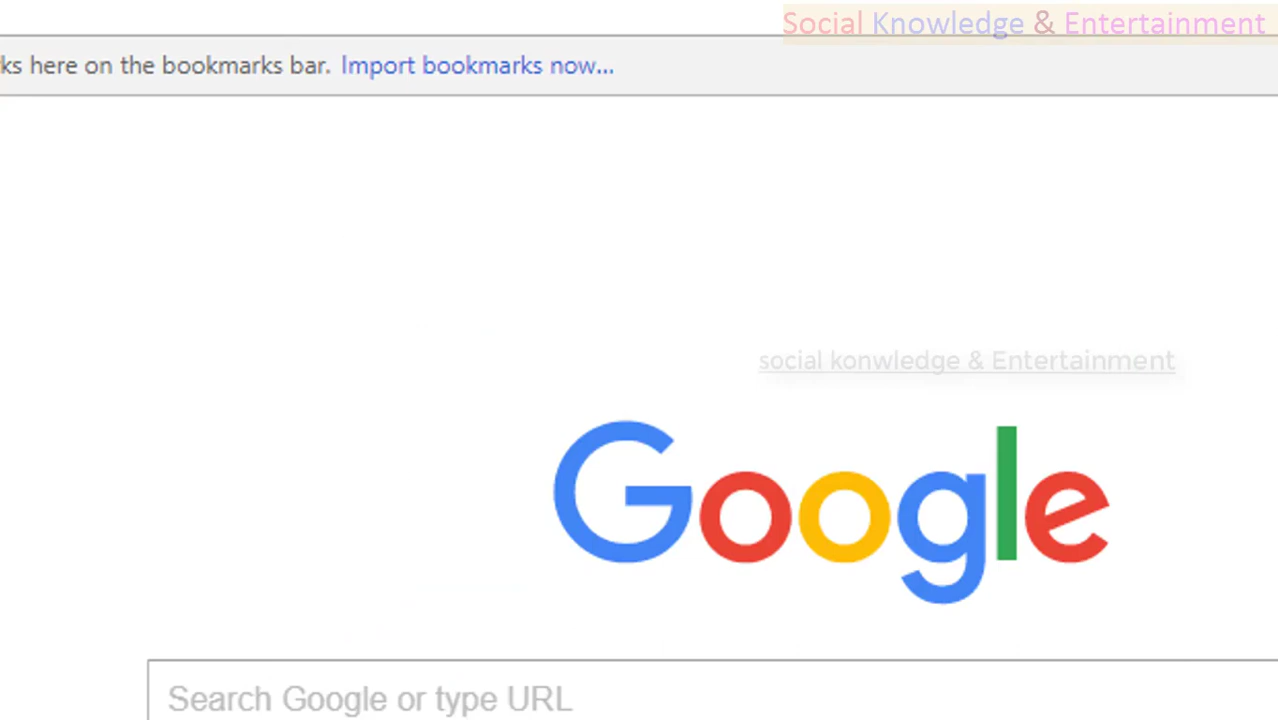 Social Knowledge & Entertainment
ks here on the bookmarks bar. Import bookmarks now...
social konwledge & Entertainment
Google
Search Google or type URL